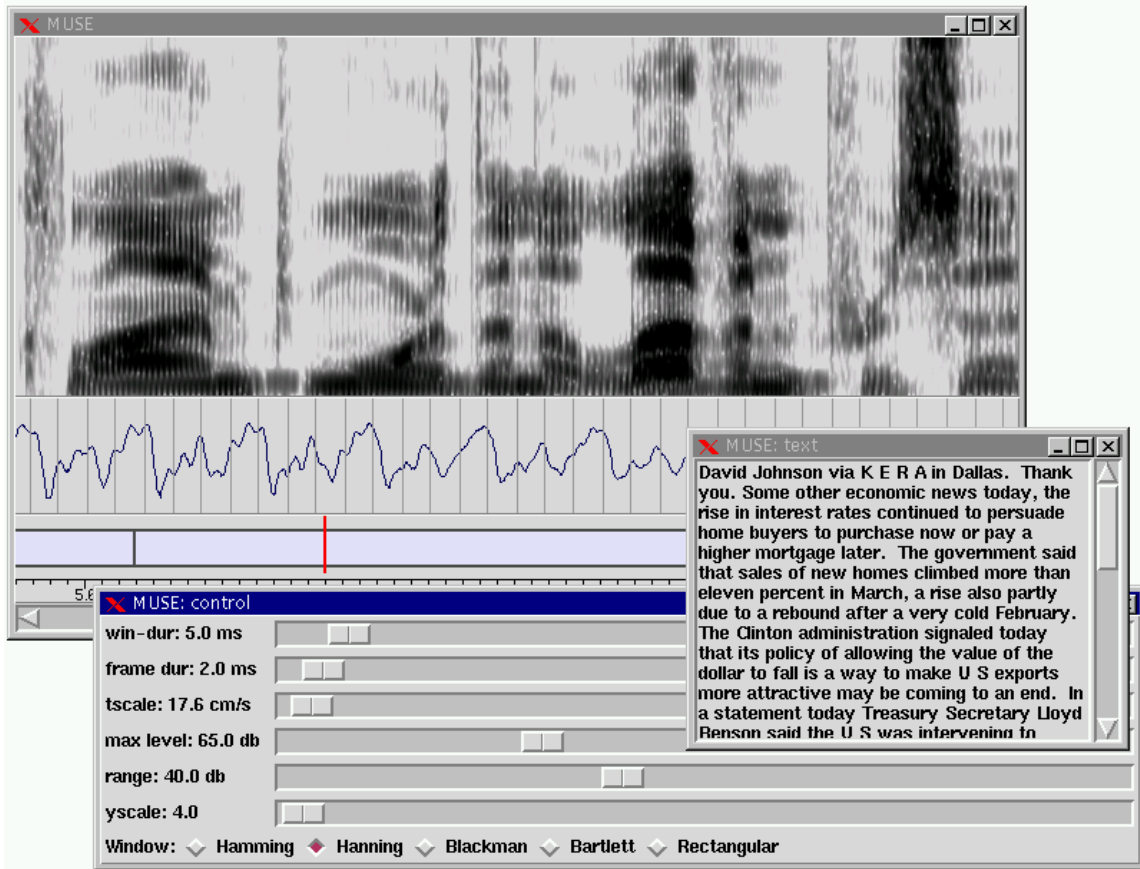 MUSE
5.6
MUSE: text
David Johnson via K E R A in Dallas. Thank
you. Some other economic news today, the
rise in interest rates continued to persuade
home buyers to purchase now or pay a
higher mortgage later. The government said
that sales of new homes climbed more than
eleven percent in March, a rise also partly
due to a rebound after a very cold February.
The Clinton administration signaled today
that its policy of allowing the value of the
dollar to fall is a way to make U S exports
more attractive may be coming to an end. In
a statement today Treasury Secretary Lloyd
Benson said the U S was intervening to
MUSE: control
win-dur: 5.0 ms
frame dur: 2.0 ms
tscale: 17.6 cm/s
max level: 65.0 db
range: 40.0 db
yscale: 4.0
Window: Hamming Hanning Blackman Bartlett Rectangular